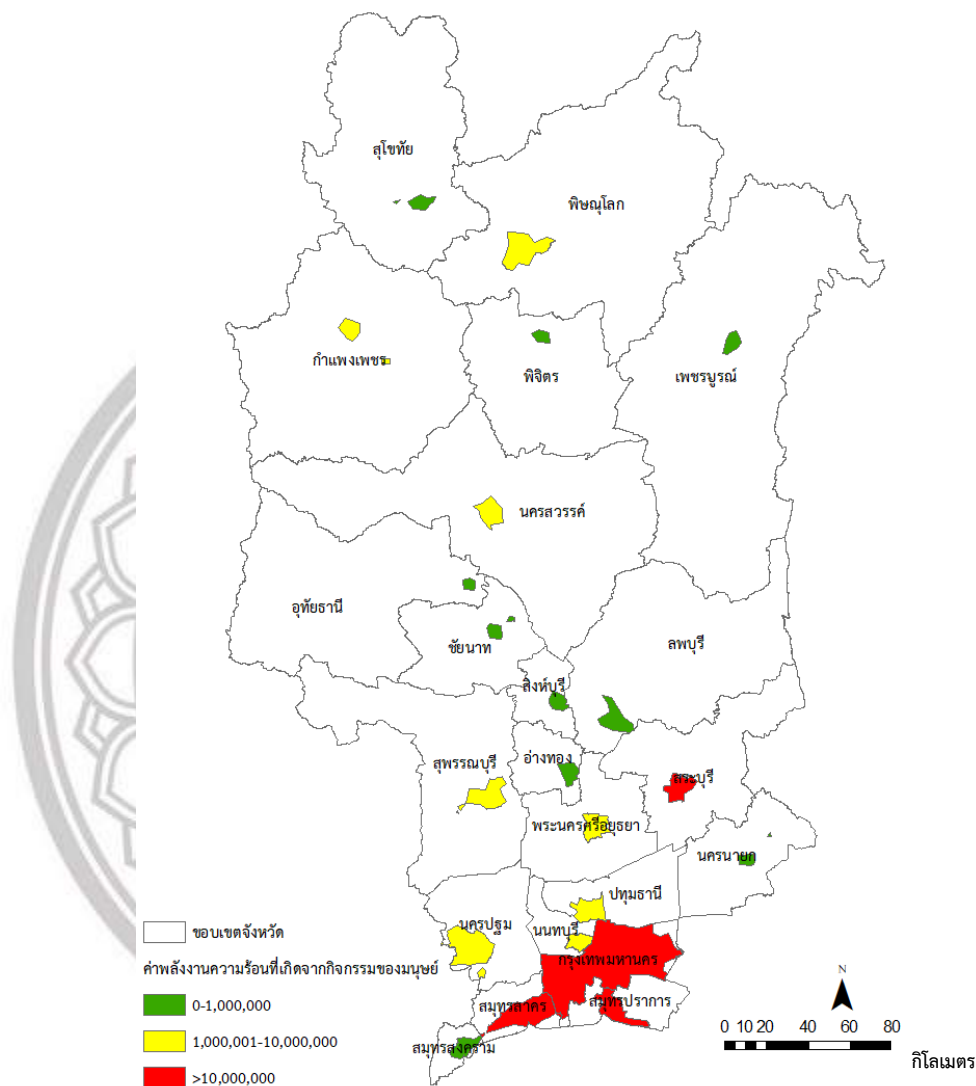 สุโขทัย
พิษณุโลก
กำแพงเพชร
พิจิตร
เพชรบูรณ์
นครสวรรค์
อุทัยธานี
ชัยนาท
ลพบุรี
สิงห์บุรี
อ่างทอง
สุพรรณบุรี
สระบุรี
พระนครศรีอยุธยา
นครนายก
ปทุมธานี
นครปฐม
นนทบุรี
กรุงเทพมหานคร
สมุทรสาคร
สมุทรปราการ
สมุทรสงคราม
ขอบเขตจังหวัด
ค่าพลังงานความร้อนที่เกิดจากกิจกรรมของมนุษย์
0-1,000,000
1,000,001-10,000,000
>10,000,000
N
0 10 20 40 60 80
กิโลเมตร